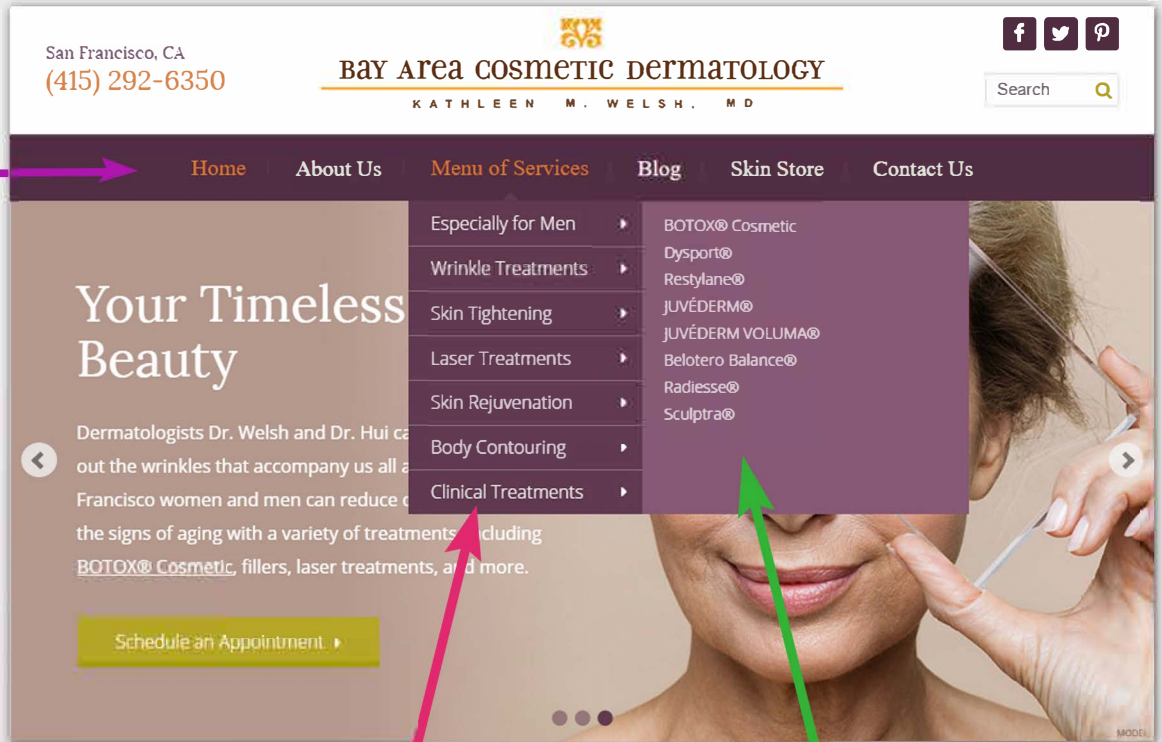 San Francisco, CA
(415) 292-6350
Bay Area Cosmetic Dermatology
KATHLEEN M. WELSH, MD
Search
Home
About Us
Menu of Services
Blog
Skin Store
Contact Us
Especially for Men
Wrinkle Treatments
Skin Tightening
Laser Treatments
Skin Rejuvenation
Body Contouring
Clinical Treatments
BOTOX® Cosmetic
Dysport®
Restylane®
JUVÉDERM®
JUVÉDERM VOLUMA®
Belotero Balance®
Radiesse®
Sculptra®
Your Timeless
Beauty
Dermatologists Dr. Welsh and Dr. Hui
out the wrinkles that accompany us all
Francisco women and men can reduce
the signs of aging with a variety of treatments
BOTOX® Cosmetic, fillers, laser treatments, and more.
Schedule an Appointment
MODEL